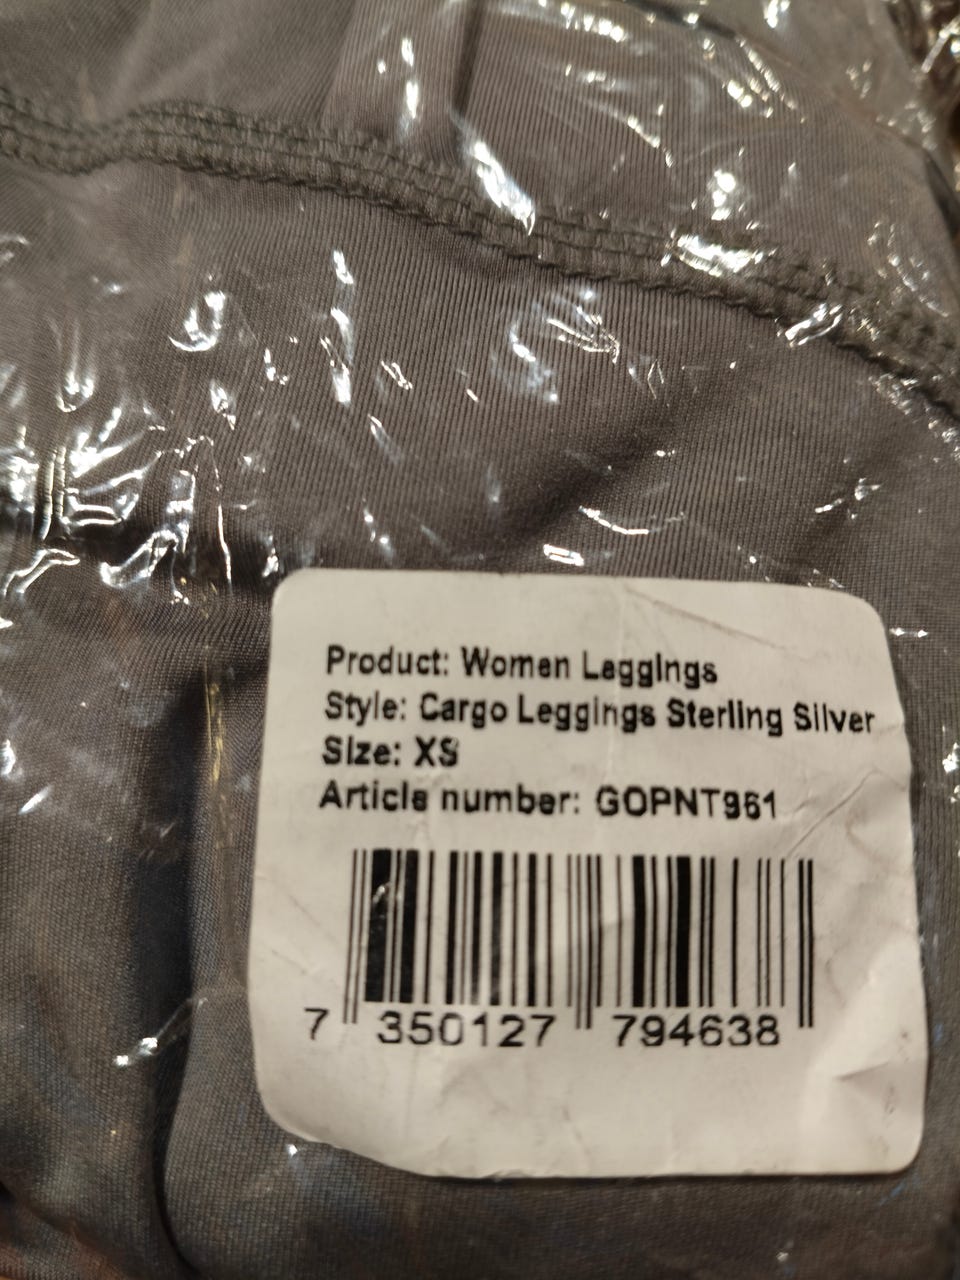 Product: Women Leggings
Style: Cargo Leggings Sterling Silver
Size: XS
Article number: GOPNT961
7 350127 794638